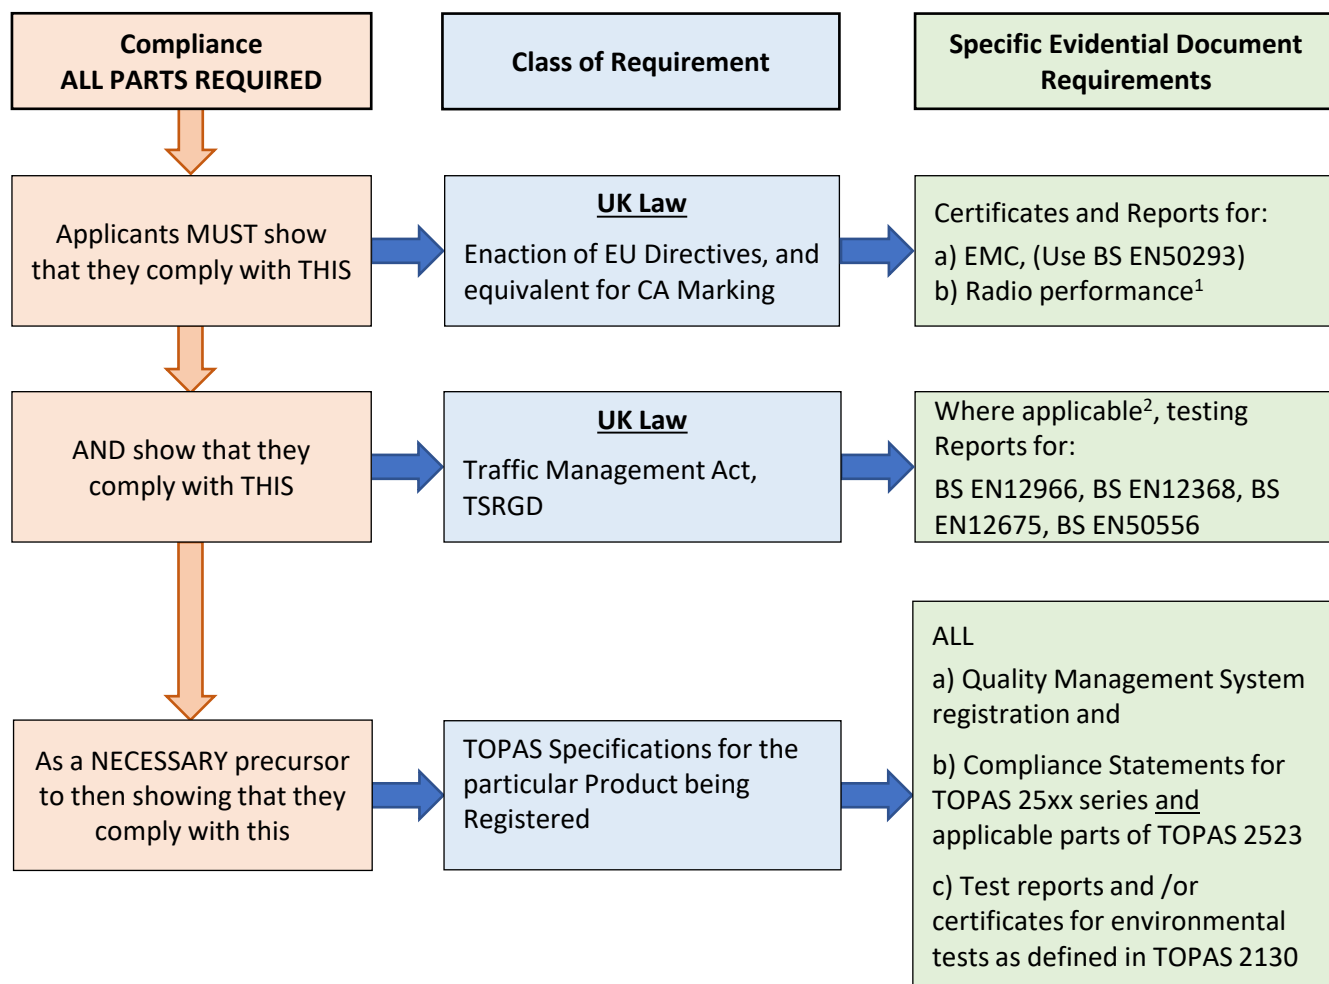 Compliance
ALL PARTS REQUIRED
Class of Requirement
Specific Evidential Document
Requirements
Applicants MUST show
that they comply with THIS
UK Law
Enaction of EU Directives, and
equivalent for CA Marking
Certificates and Reports for:
a) EMC, (Use BS EN50293)
b) Radio performance¹
AND show that they
comply with THIS
UK Law
Traffic Management Act,
TSRGD
Where applicable², testing
Reports for:
BS EN12966, BS EN12368, BS
EN12675, BS EN50556
As a NECESSARY precursor
to then showing that they
comply with this
TOPAS Specifications for the
particular Product being
Registered
ALL
a) Quality Management System
registration and
b) Compliance Statements for
TOPAS 25xx series and
applicable parts of TOPAS 2523
c) Test reports and /or
certificates for environmental
tests as defined in TOPAS 2130